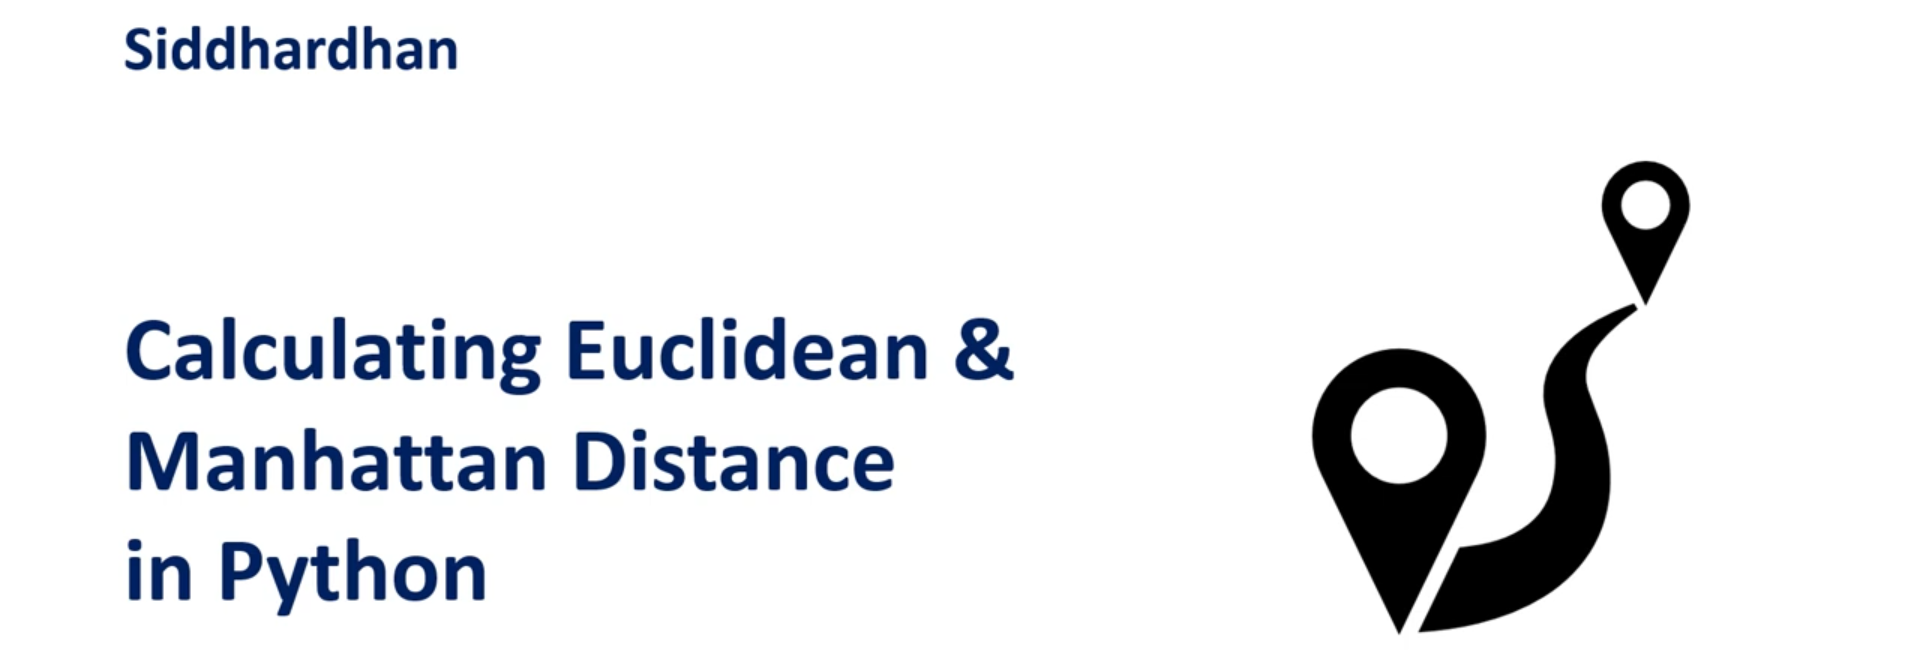 Siddhardhan
Calculating Euclidean &
Manhattan Distance
in Python